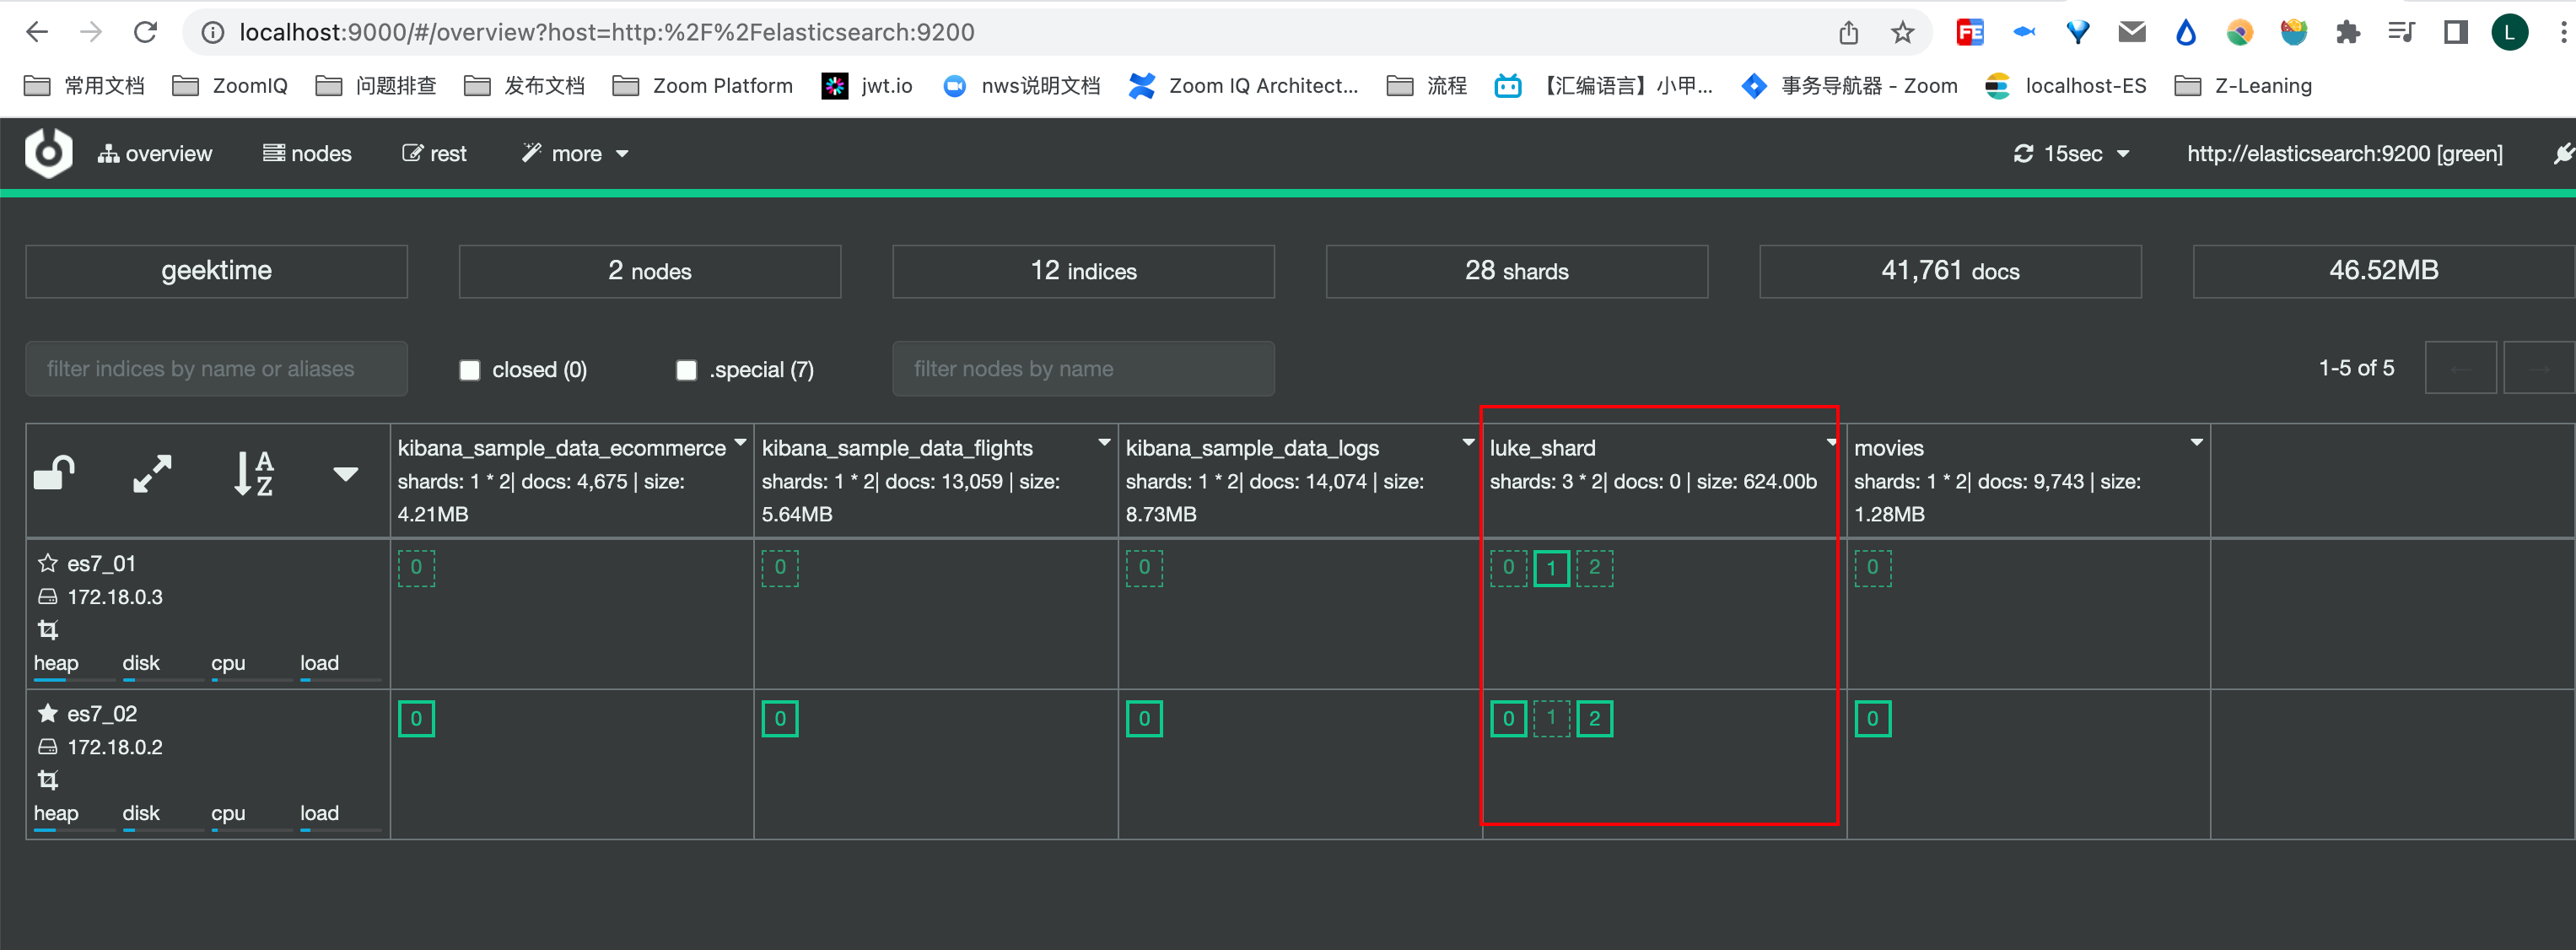 localhost:9000/#/overview?host=http:%2F%2Felasticsearch:9200
FE
L
常用文档 ZoomIQ 问题排查 发布文档 Zoom Platform jwt.io nws说明文档 Zoom IQ Architect... 流程 【汇编语言】小甲... 事务导航器 - Zoom localhost-ES Z-Leaning
overview nodes rest more 15sec http://elasticsearch:9200 [green]
geektime 2 nodes 12 indices 28 shards 41,761 docs 46.52MB
filter indices by name or aliases closed (0) .special (7) filter nodes by name 1-5 of 5 ← →
A
Z
kibana_sample_data_ecommerce
shards: 1 * 2| docs: 4,675 | size:
4.21MB
kibana_sample_data_flights
shards: 1 * 2| docs: 13,059 | size:
5.64MB
kibana_sample_data_logs
shards: 1 * 2| docs: 14,074 | size:
8.73MB
luke_shard
shards: 3 * 2| docs: 0 | size: 624.00b
movies
shards: 1 * 2| docs: 9,743 | size:
1.28MB
es7_01
172.18.0.3
heap disk cpu load
0 0 0 0 1 2 0
es7_02
172.18.0.2
heap disk cpu load
0 0 0 0 1 2 0